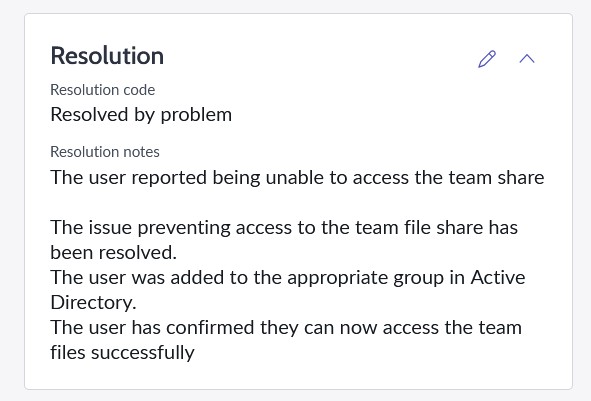 Resolution
Resolution code
Resolved by problem
Resolution notes
The user reported being unable to access the team share
The issue preventing access to the team file share has
been resolved.
The user was added to the appropriate group in Active
Directory.
The user has confirmed they can now access the team
files successfully